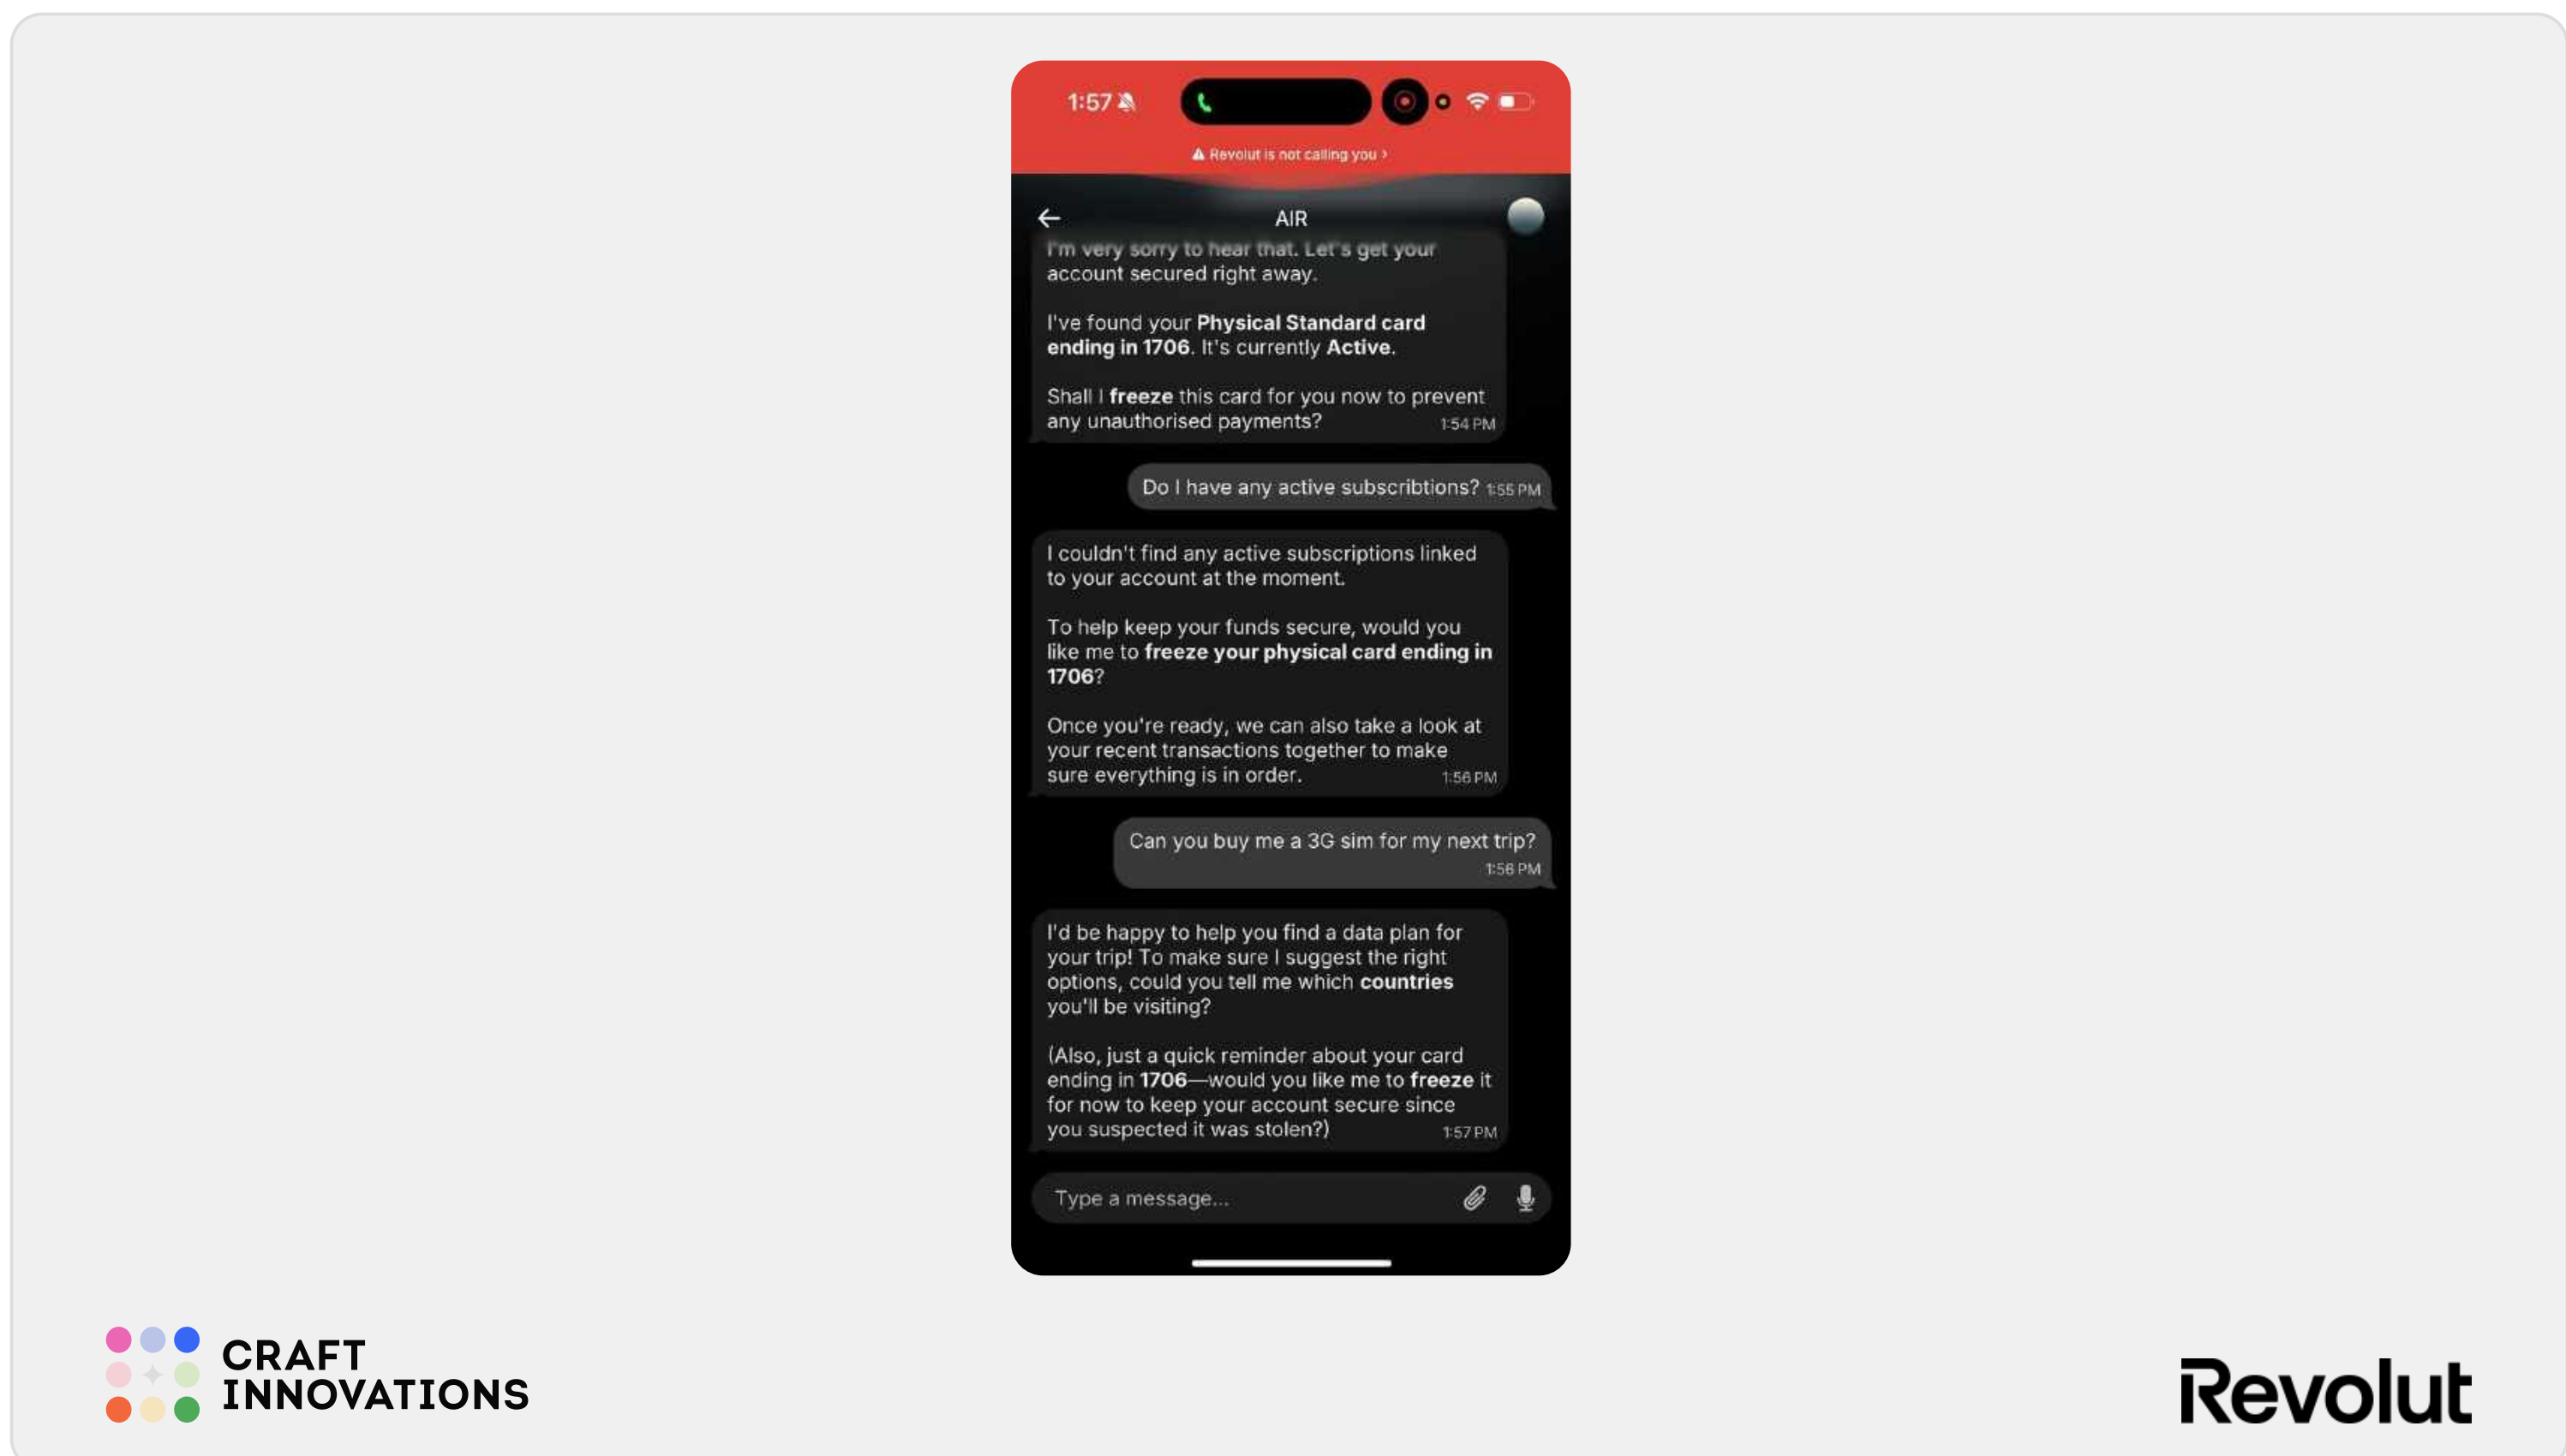 1:57
Revolut is not calling you >
AIR
I'm very sorry to hear that. Let's get your
account secured right away.
I've found your Physical Standard card
ending in 1706. It's currently Active.
Shall I freeze this card for you now to prevent
any unauthorised payments?
1:54 PM
Do I have any active subscribtions? 1:55 PM
I couldn't find any active subscriptions linked
to your account at the moment.
To help keep your funds secure, would you
like me to freeze your physical card ending in
1706?
Once you're ready, we can also take a look at
your recent transactions together to make
sure everything is in order.
1:56 PM
Can you buy me a 3G sim for my next trip?
1:56 PM
I'd be happy to help you find a data plan for
your trip! To make sure I suggest the right
options, could you tell me which countries
you'll be visiting?
(Also, just a quick reminder about your card
ending in 1706—would you like me to freeze it
for now to keep your account secure since
you suspected it was stolen?)
1:57 PM
Type a message...
CRAFT
INNOVATIONS
Revolut